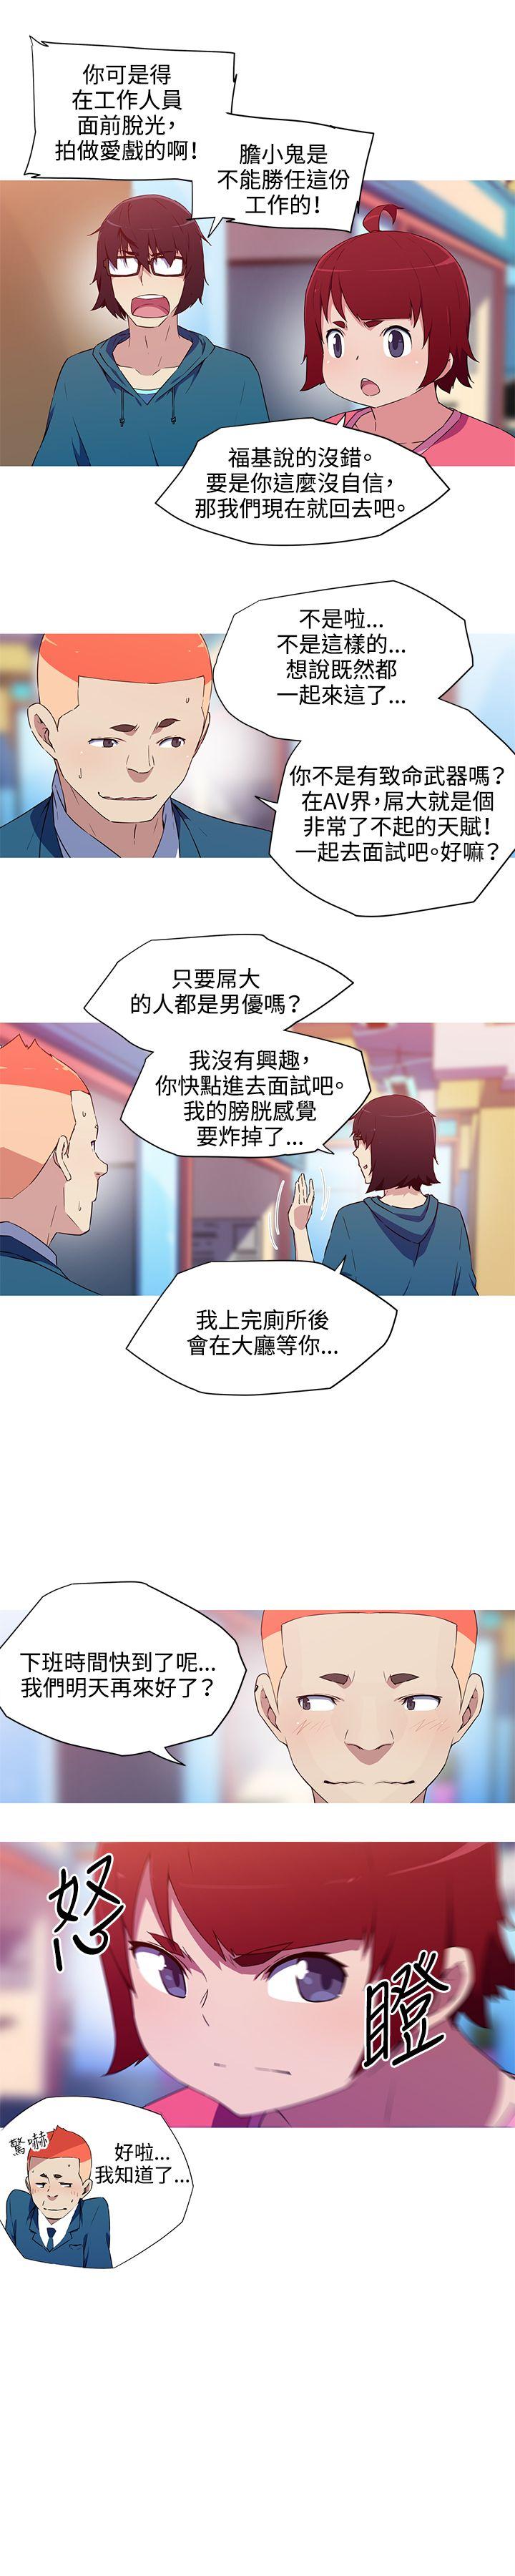 你可是得
在工作人員
面前脫光,
拍做愛戲的啊!
膽小鬼是
不能勝任這份
工作的!
福基說的沒錯。
要是你這麼沒自信,
那我們現在就回去吧。
不是啦...
不是這樣的...
想說既然都
一起來這了...
你不是有致命武器嗎?
在AV界,屌大就是個
非常了不起的天賦!
一起去面試吧。好嘛?
只要屌大
的人都是男優嗎?
我沒有興趣,
你快點進去面試吧。
我的膀胱感覺
要炸掉了...
我上完廁所後
會在大廳等你...
下班時間快到了呢...
我們明天再來好了?
怒
瞪
驚嚇
好啦...
我知道了...